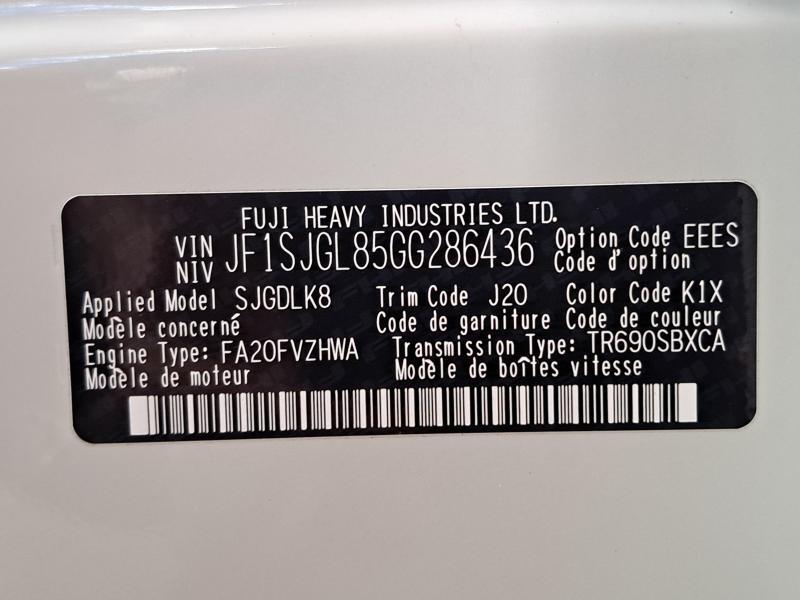 FUJI HEAVY INDUSTRIES LTD.
VIN NIV JF1SJGL85GG286436 Option Code EEES
Code d'option
Applied Model SJGDLK8 Trim Code J20 Color Code K1X
Modèle concerné Code de garniture Code de couleur
Engine Type: FA20FVZHWA Transmission Type: TR690SBXCA
Modèle de moteur Modèle de boîtes vitesse